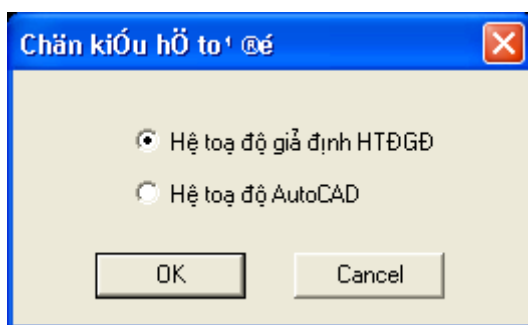 Chän kiÓu hÖ to¹ ®é
Hệ toạ độ giả định HTĐGĐ
Hệ toạ độ AutoCAD
OK
Cancel